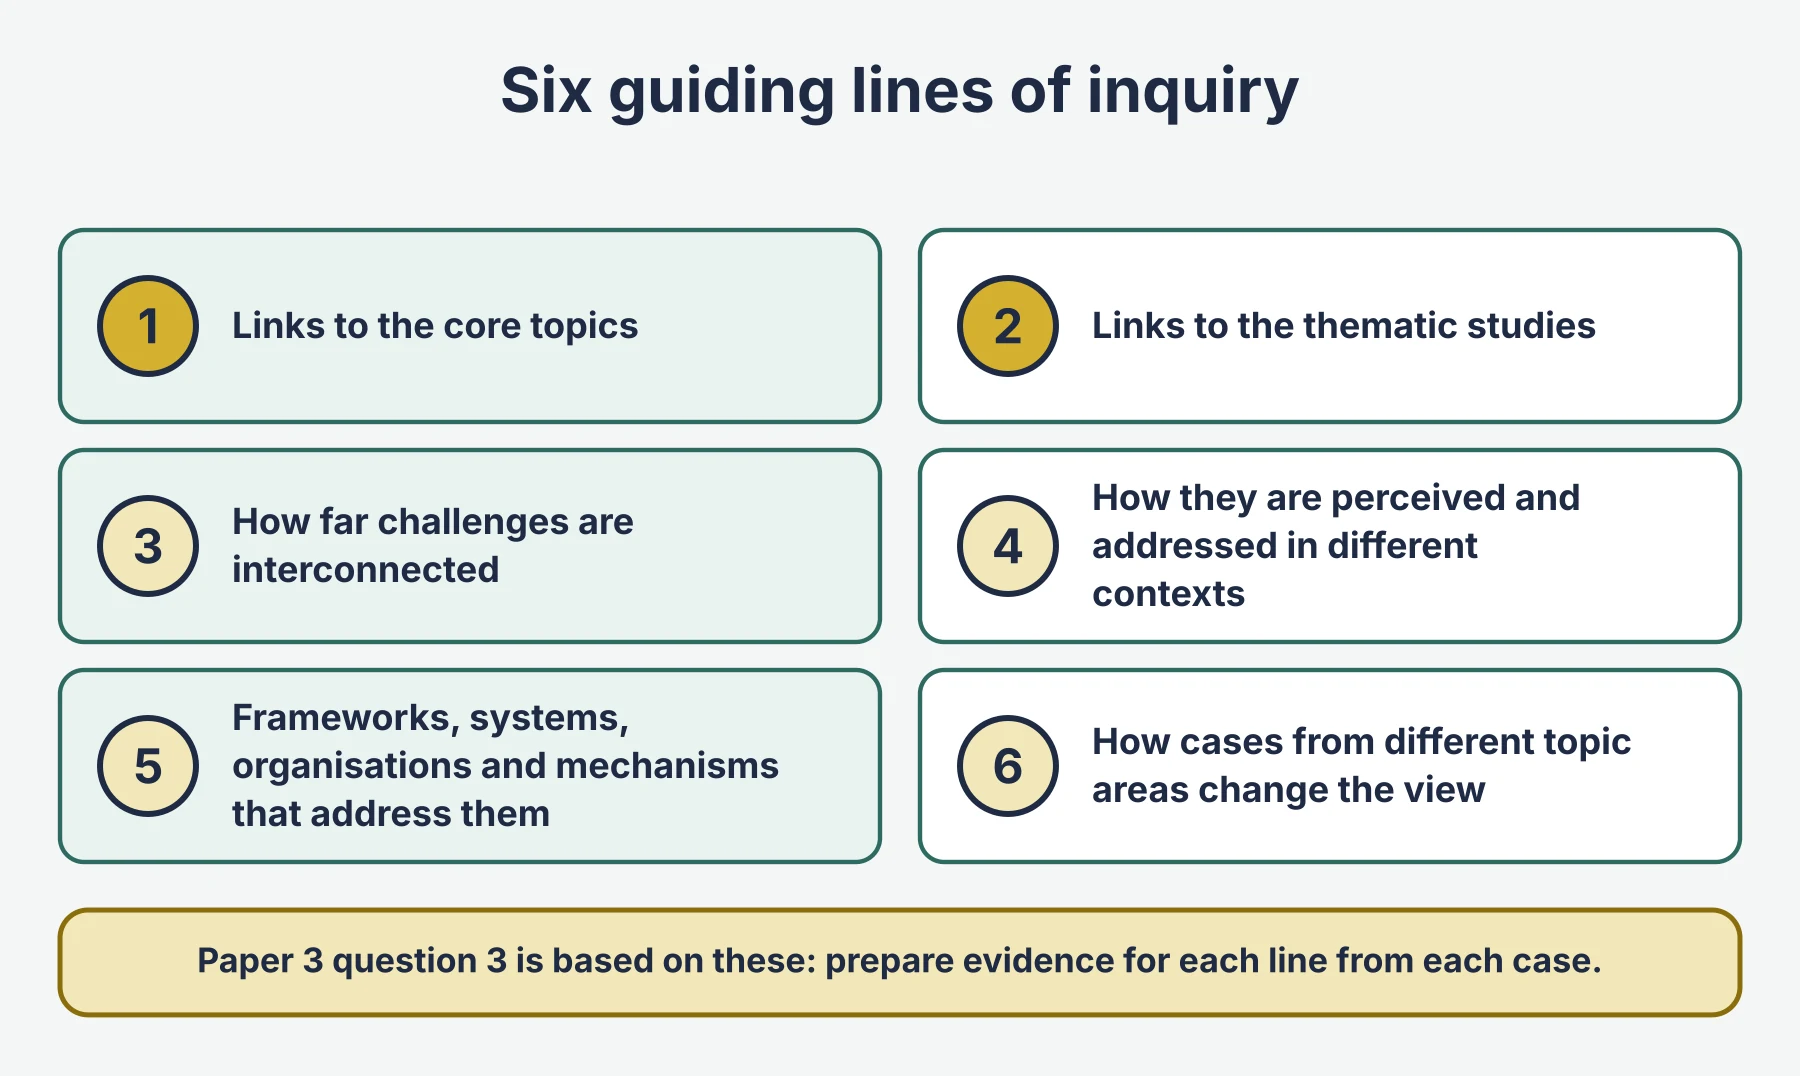 Six guiding lines of inquiry
1
Links to the core topics
2
Links to the thematic studies
3
How far challenges are
interconnected
4
How they are perceived and
addressed in different
contexts
5
Frameworks, systems,
organisations and mechanisms
that address them
6
How cases from different topic
areas change the view
Paper 3 question 3 is based on these: prepare evidence for each line from each case.